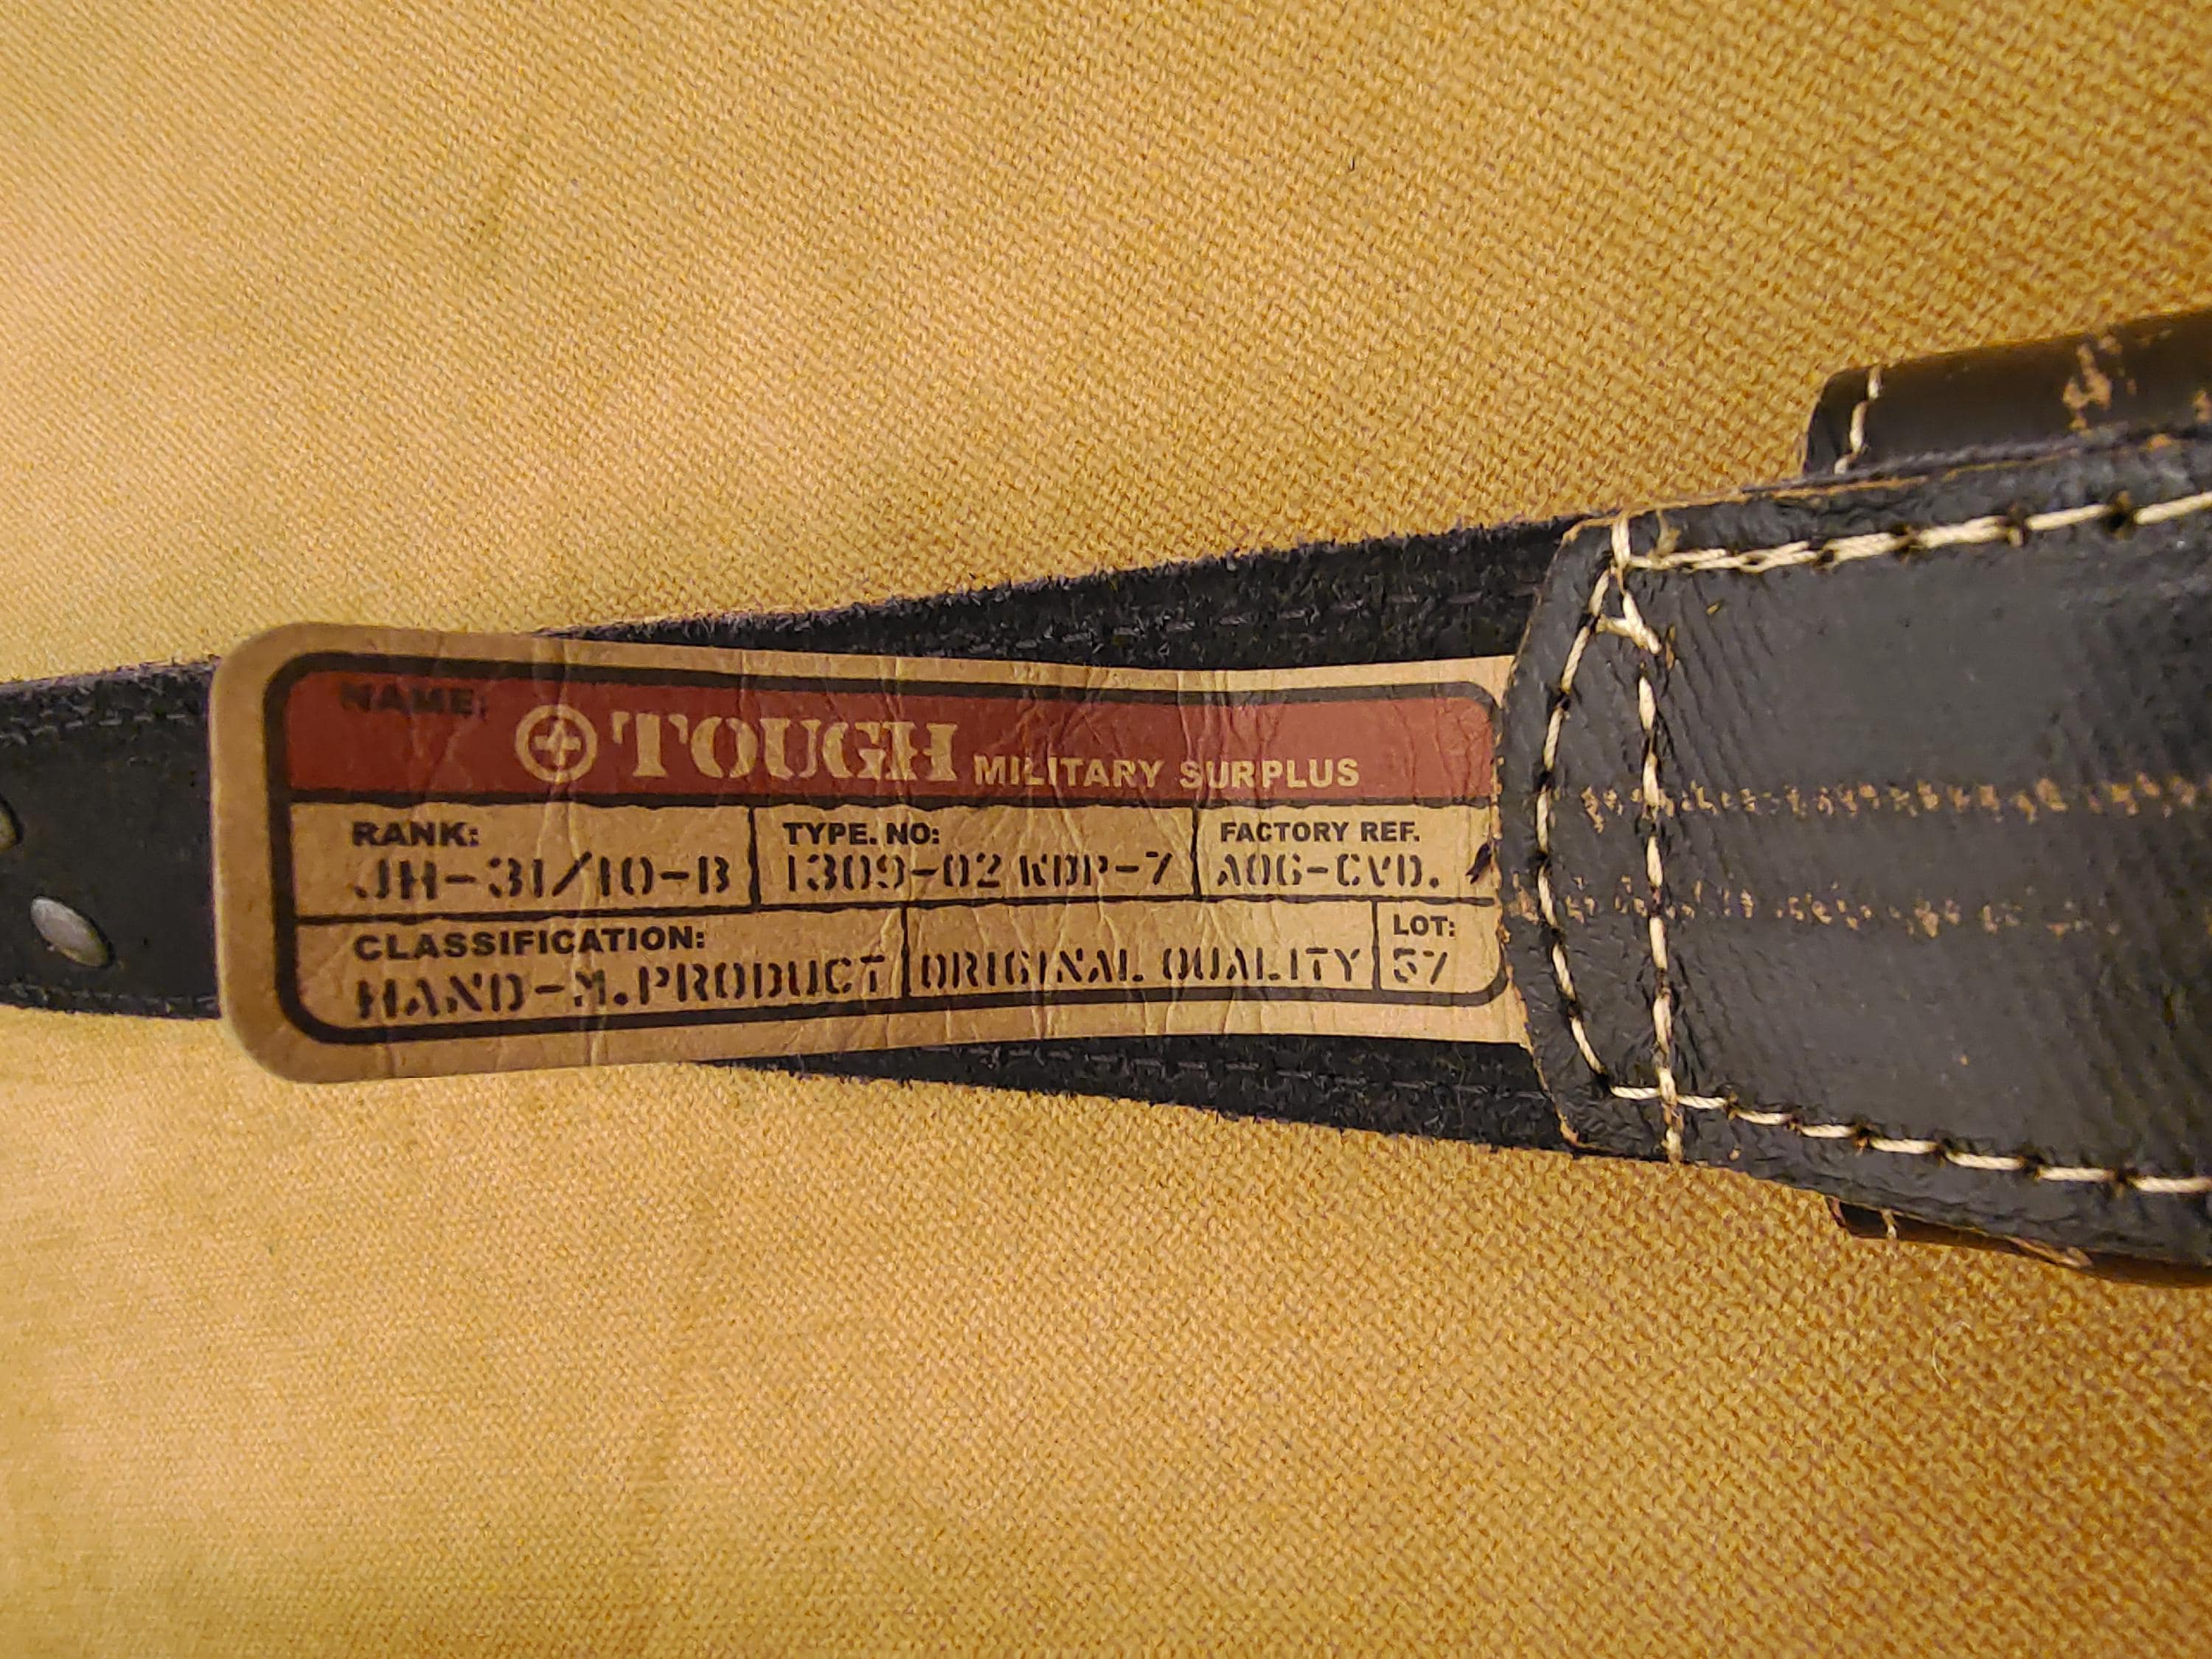 NAME:
TOUGH MILITARY SURPLUS
RANK: TYPE. NO: FACTORY REF.
JH-31/10-B 1309-02 KDP-7 A06-CVD.
CLASSIFICATION: LOT:
HAND-M.PRODUCT ORIGINAL QUALITY 57